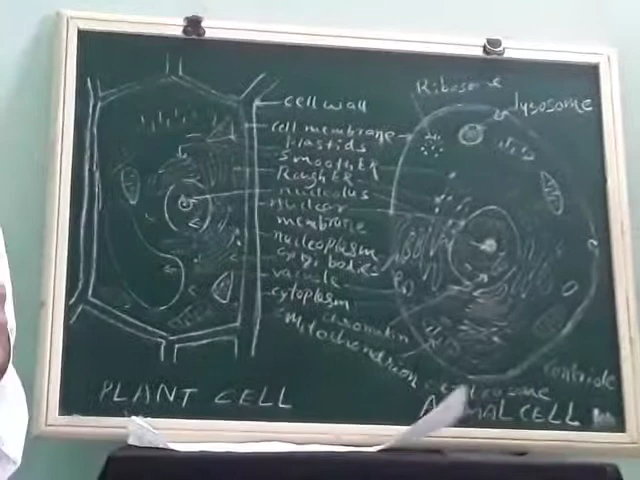 Ribosome
lysosome
cell wall
cell membrane
plastids
Smooth ER
Rough ER
nucleolus
nuclear
membrane
nucleoplasm
golgi bodies
vacuole
cytoplasm
chromatin
Mitochondrion
centriole
PLANT CELL
ANIMAL CELL